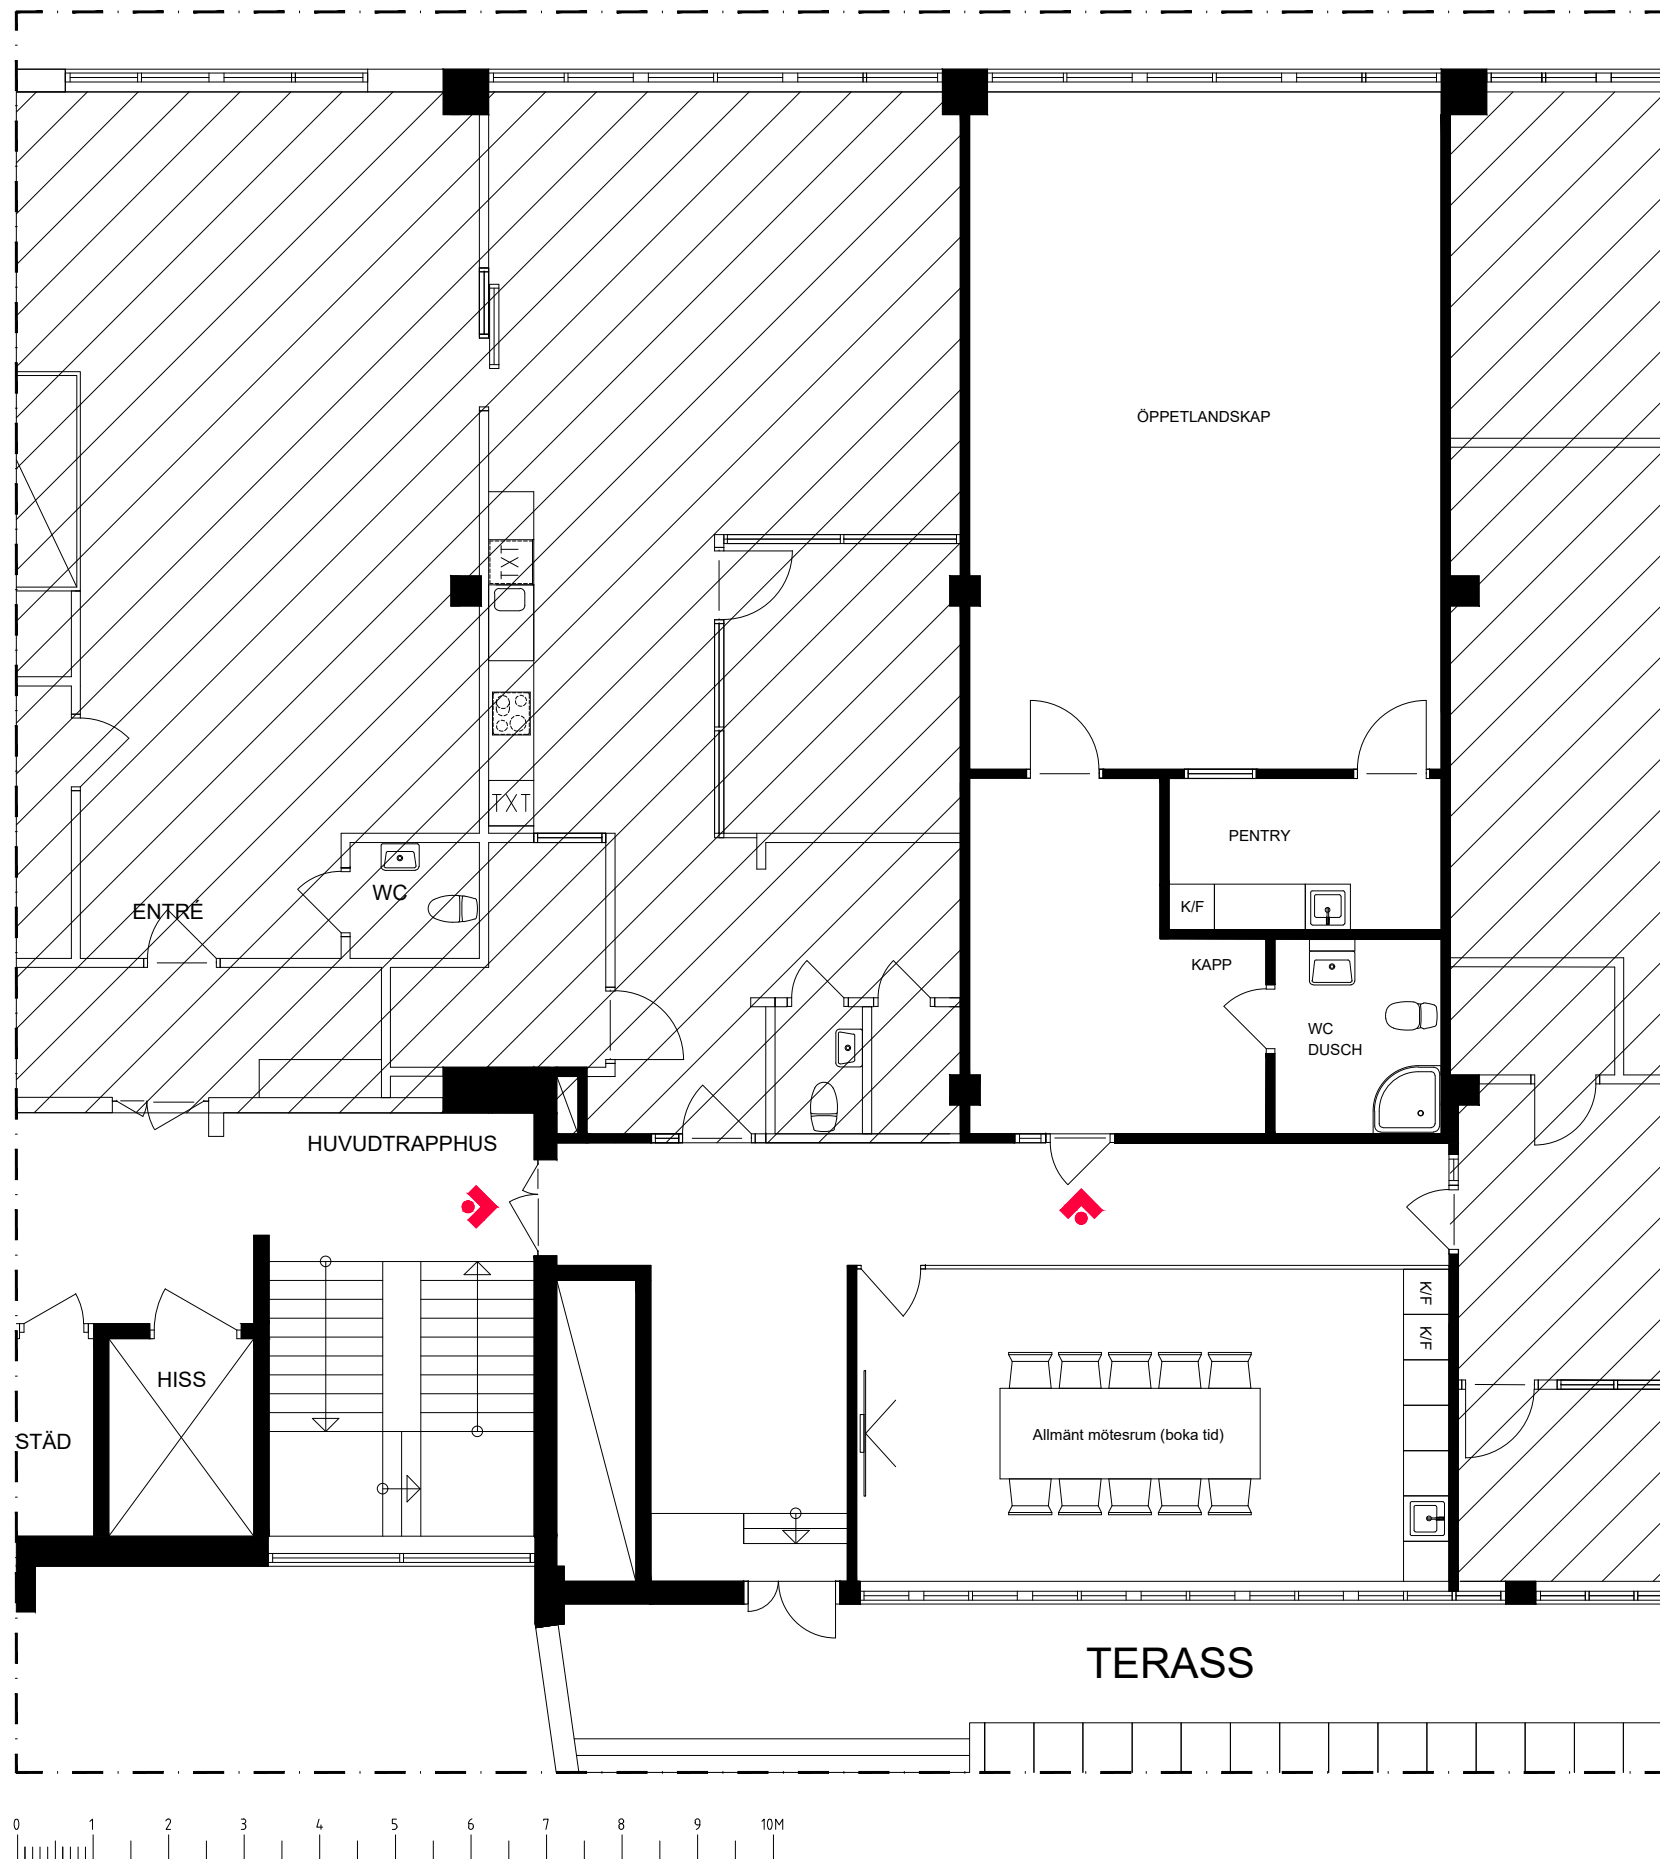 ÖPPETLANDSKAP
TXT
TXT
PENTRY
K/F
WC
ENTRÉ
KAPP
WC
DUSCH
HUVUDTRAPPHUS
K/F
K/F
HISS
STÄD
Allmänt mötesrum (boka tid)
TERASS
0 1 2 3 4 5 6 7 8 9 10M